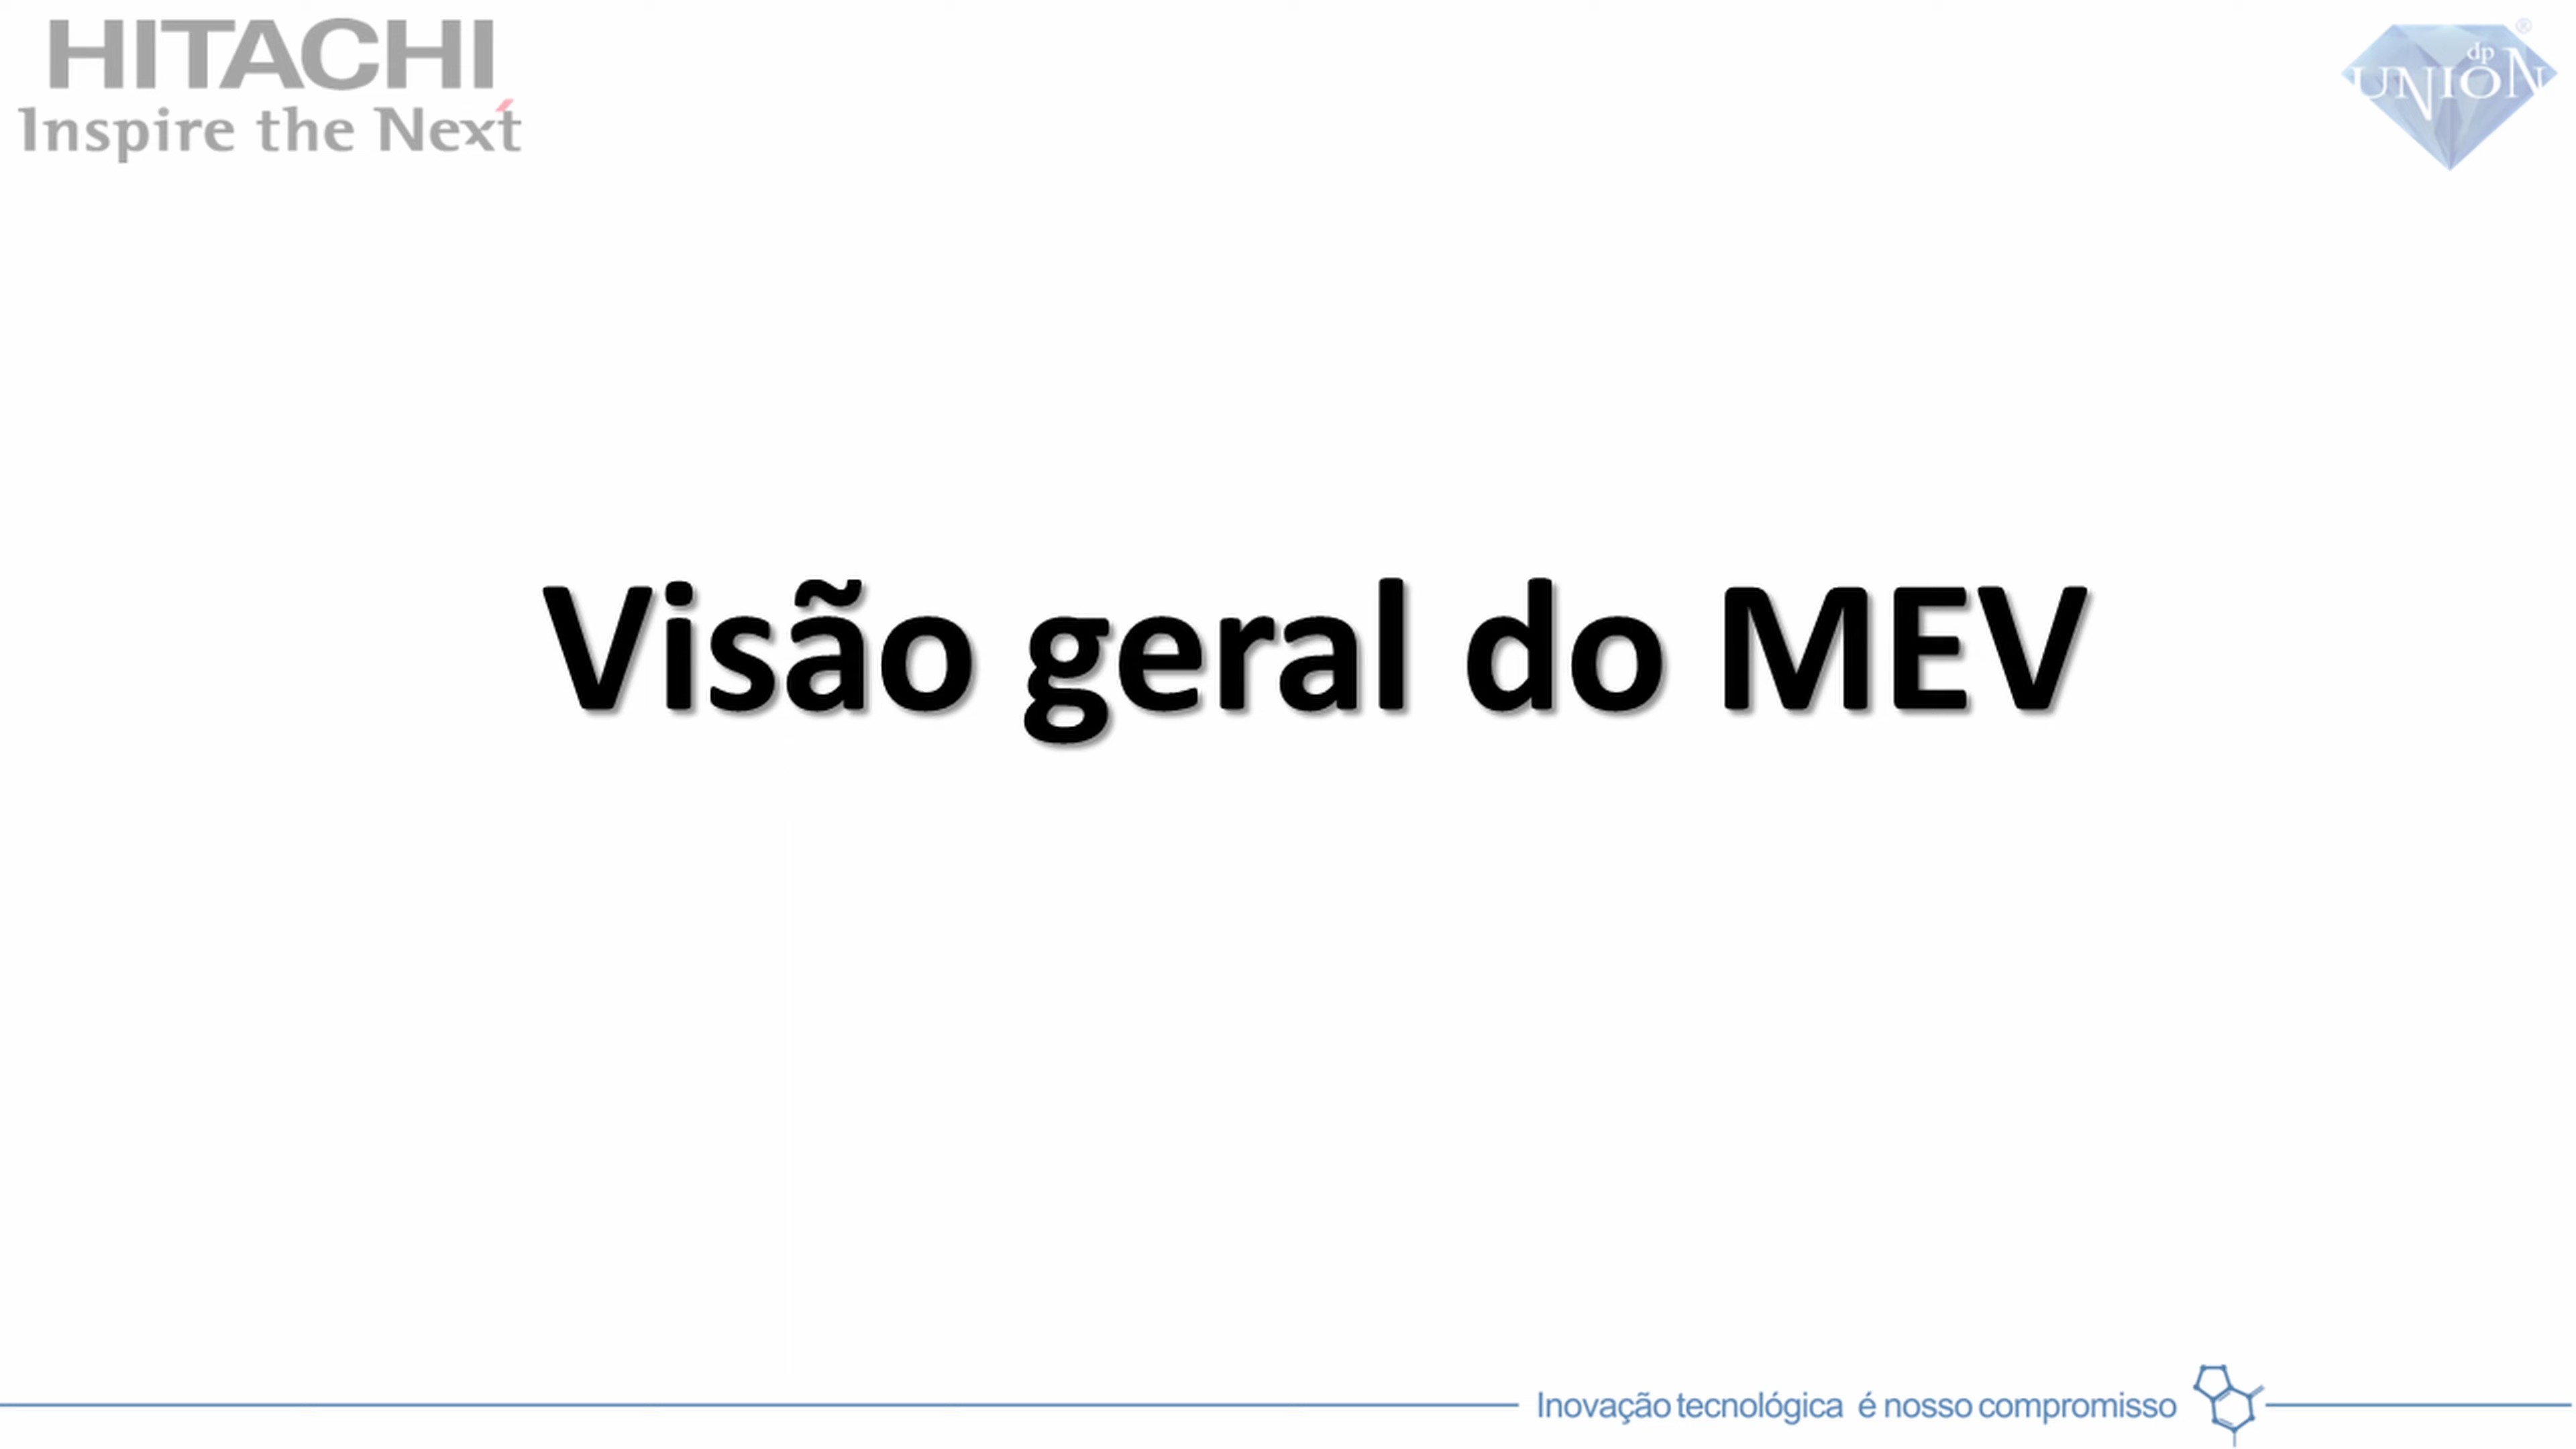 HITACHI
Inspire the Next
dp
UNION
®
Visão geral do MEV
Inovação tecnológica é nosso compromisso